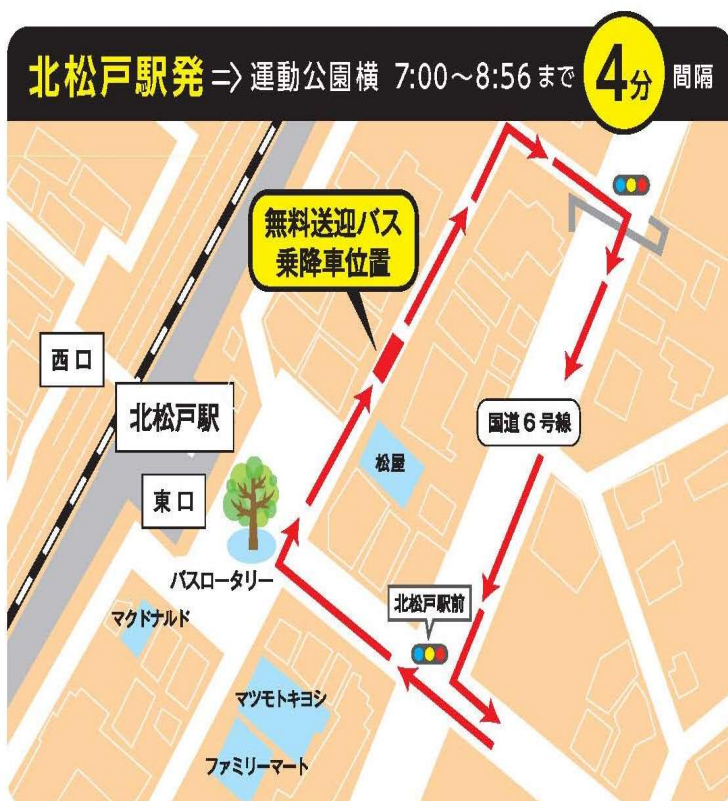 北松戸駅発⇒運動公園横 7:00～8:56まで 4分 間隔
無料送迎バス
乗降車位置
西口
北松戸駅
国道6号線
松屋
東口
バスロータリー
北松戸駅前
マクドナルド
マツモトキヨシ
ファミリーマート